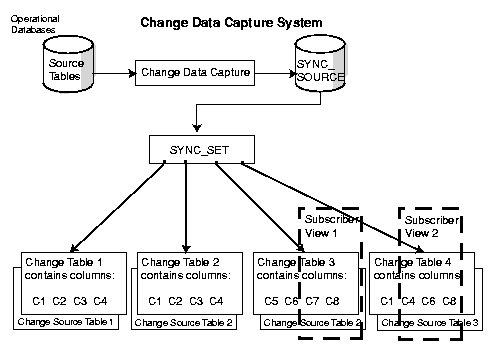 Operational
Databases
Change Data Capture System
Source
Tables
Change Data Capture
SYNC_
SOURCE
SYNC_SET
Subscriber
View 1
Subscriber
View 2
Change Table 1
contains columns:
C1 C2 C3 C4
Change Source Table 1
Change Table 2
contains columns:
C1 C2 C3 C4
Change Source Table 2
Change Table 3
contains columns:
C5 C6 C7 C8
Change Source Table 2
Change Table 4
contains columns
C1 C4 C6 C8
Change Source Table 3